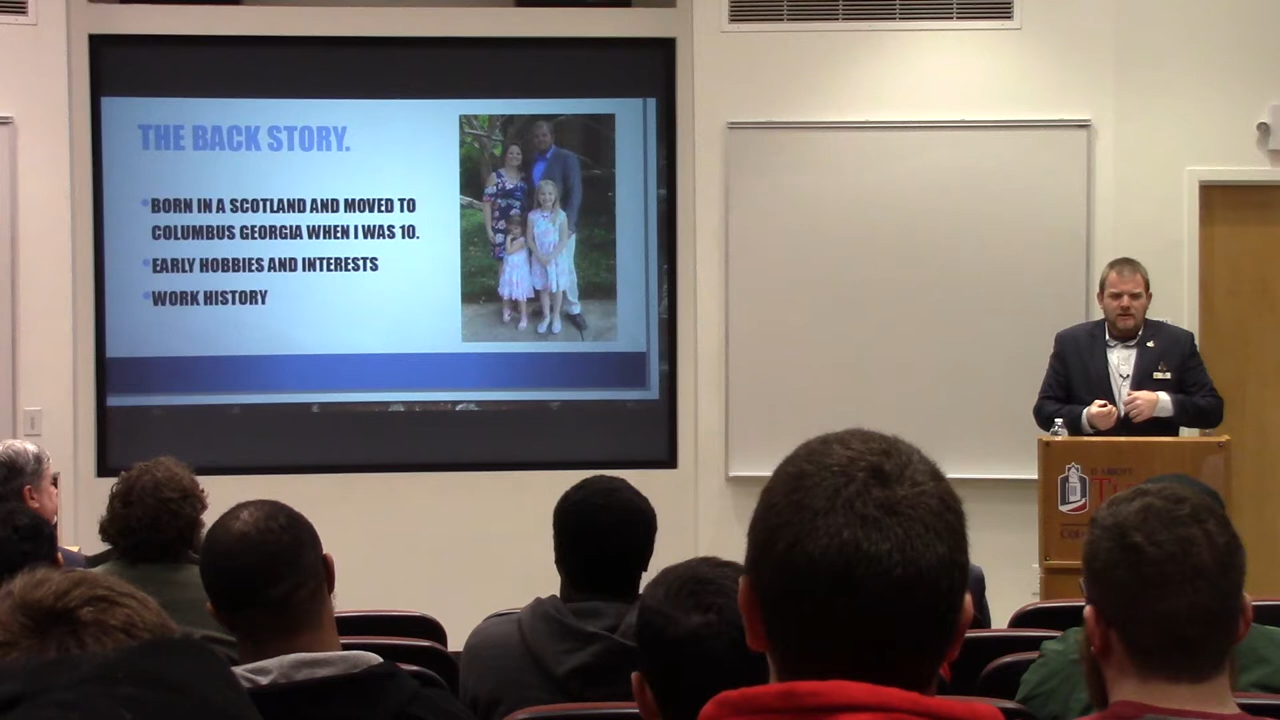 THE BACK STORY.
BORN IN A SCOTLAND AND MOVED TO
COLUMBUS GEORGIA WHEN I WAS 10.
EARLY HOBBIES AND INTERESTS
WORK HISTORY
D. ABBOTT